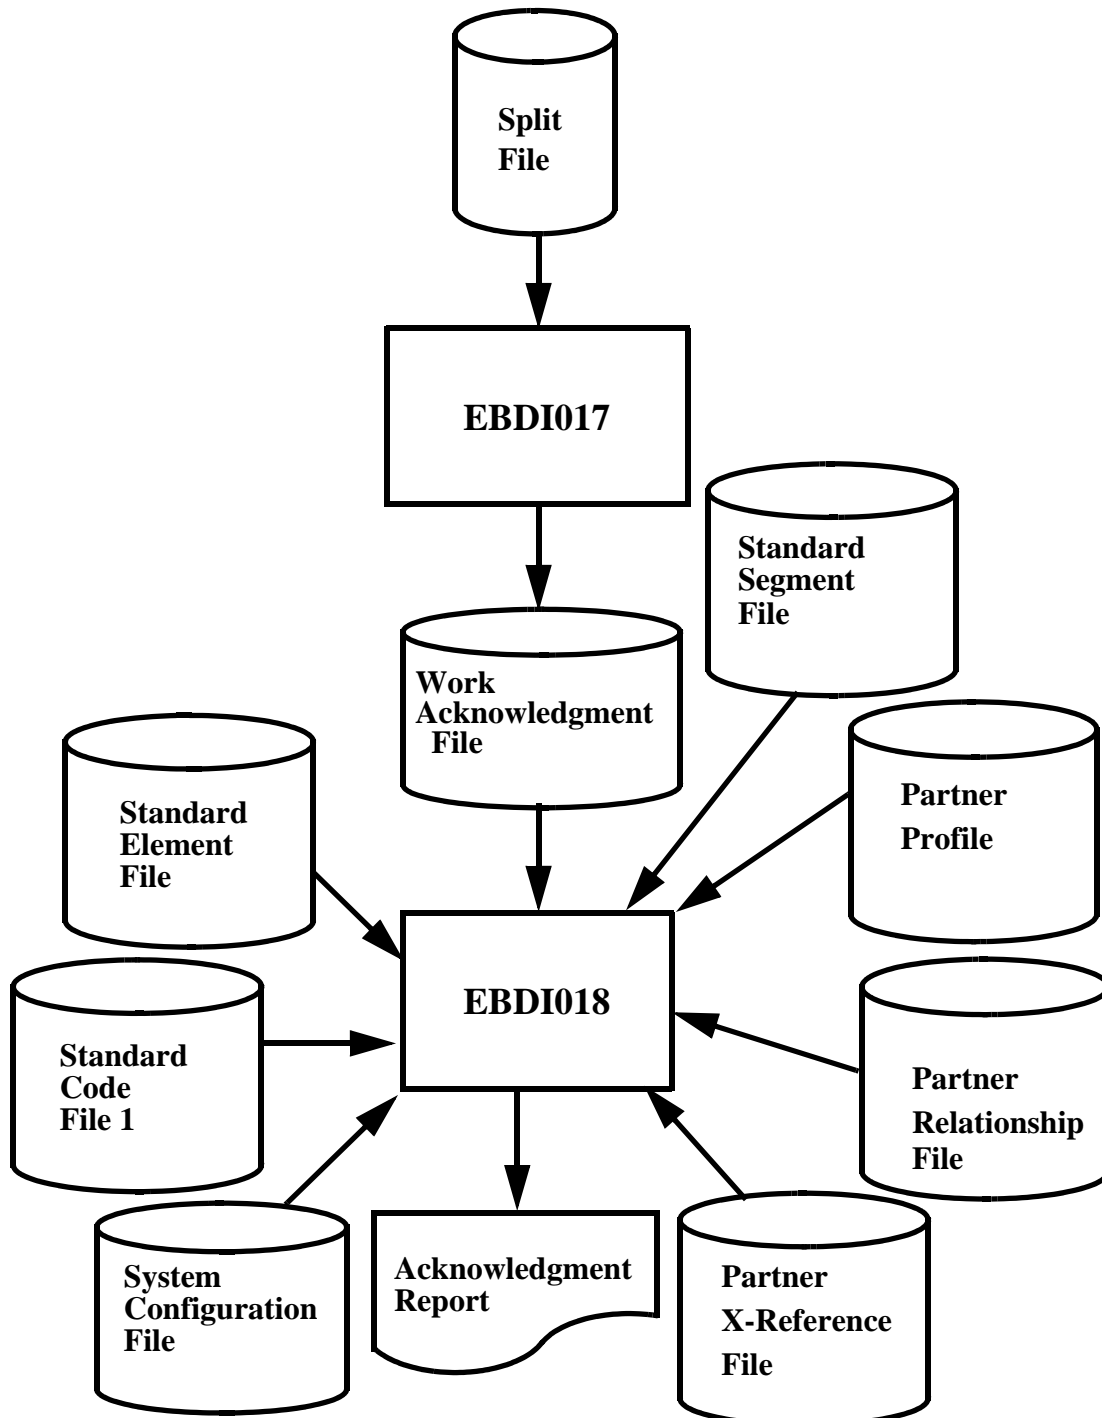 Split
File
EBDI017
Standard
Segment
File
Work
Acknowledgment
File
Standard
Element
File
Partner
Profile
EBDI018
Standard
Code
File 1
Partner
Relationship
File
System
Configuration
File
Acknowledgment
Report
Partner
X-Reference
File